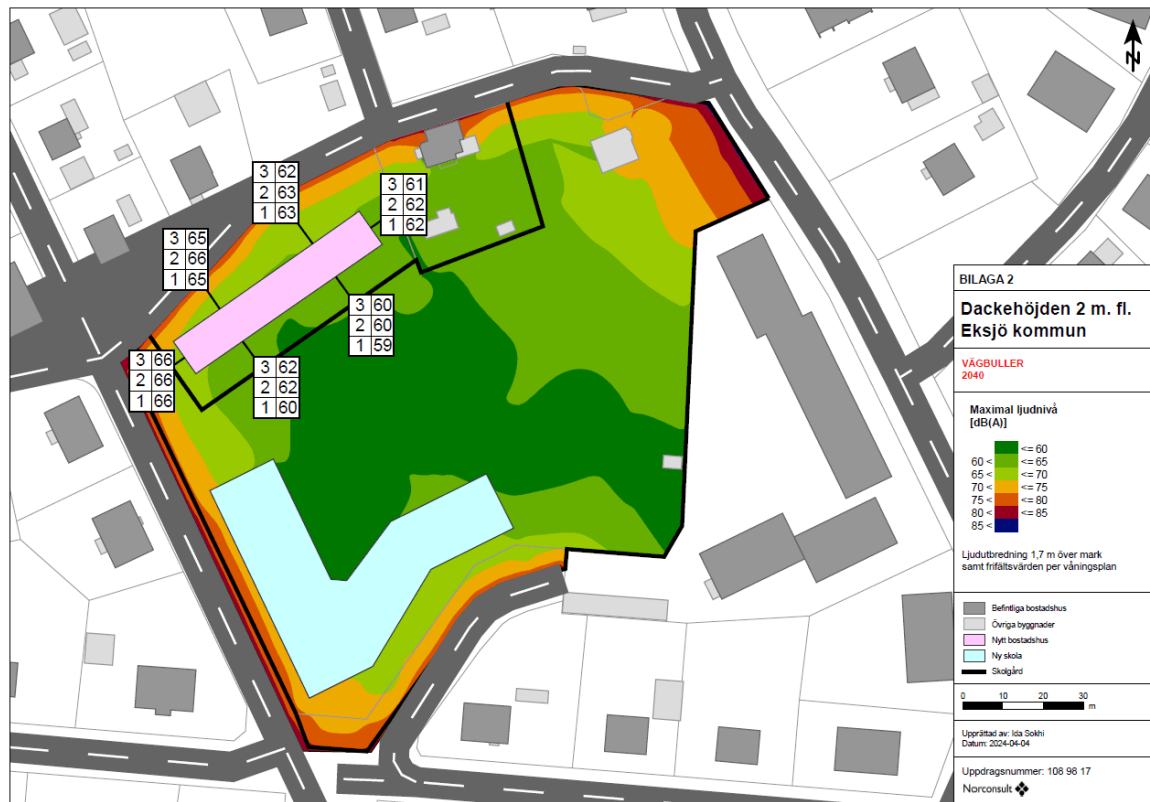 N
3 62
2 63
1 63
3 61
2 62
1 62
3 65
2 66
1 65
3 60
2 60
1 59
3 66
2 66
1 66
3 62
2 62
1 60
BILAGA 2
Dackehöjden 2 m. fl.
Eksjö kommun
VÄGBULLER
2040
Maximal ljudnivå
[dB(A)]
<= 60
60 < <= 65
65 < <= 70
70 < <= 75
75 < <= 80
80 < <= 85
85 <
Ljudutbredning 1,7 m över mark
samt frifältsvärden per våningsplan
Befintliga bostadshus
Övriga byggnader
Nytt bostadshus
Ny skola
Skolgård
0 10 20 30
m
Upprättad av: Ida Sokhi
Datum: 2024-04-04
Uppdragsnummer: 108 98 17
Norconsult